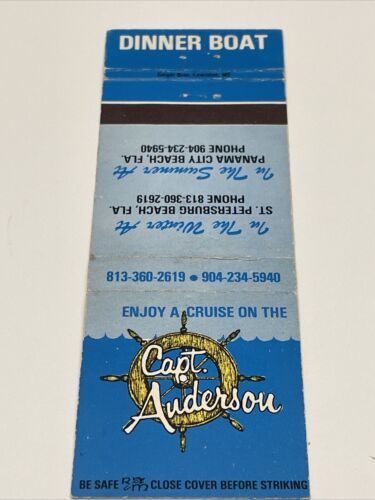 DINNER BOAT
In The Summer At
PANAMA CITY BEACH, FLA.
PHONE 904-234-5940
In The Winter At
ST. PETERSBURG BEACH, FLA.
PHONE 813-360-2619
813-360-2619 • 904-234-5940
ENJOY A CRUISE ON THE
Capt.
Anderson
BE SAFE CLOSE COVER BEFORE STRIKING